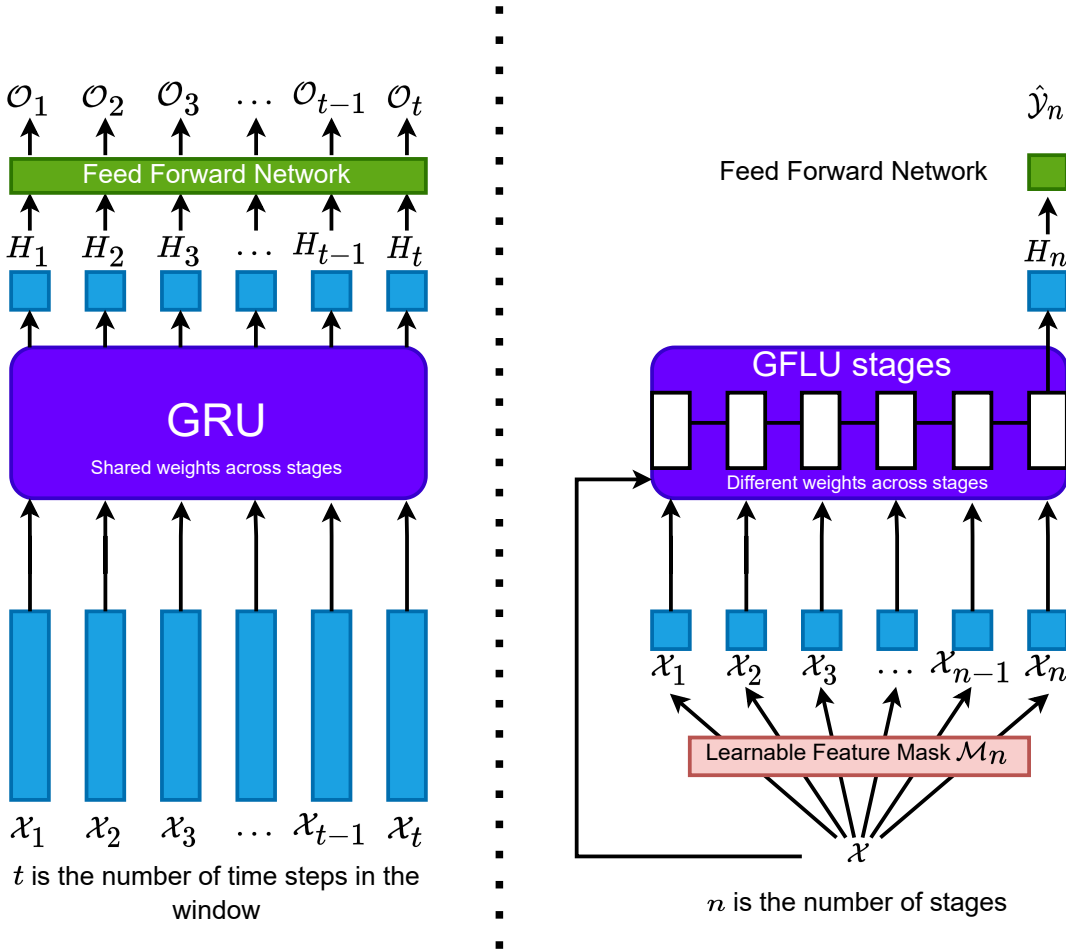 𝒪₁ 𝒪₂ 𝒪₃ … 𝒪ₜ₋₁ 𝒪ₜ
Feed Forward Network
H₁ H₂ H₃ … Hₜ₋₁ Hₜ
GRU
Shared weights across stages
𝒳₁ 𝒳₂ 𝒳₃ … 𝒳ₜ₋₁ 𝒳ₜ
t is the number of time steps in the
window
𝒴̂ₙ
Feed Forward Network
Hₙ
GFLU stages
Different weights across stages
𝒳₁ 𝒳₂ 𝒳₃ … 𝒳ₙ₋₁ 𝒳ₙ
Learnable Feature Mask ℳₙ
𝒳
n is the number of stages